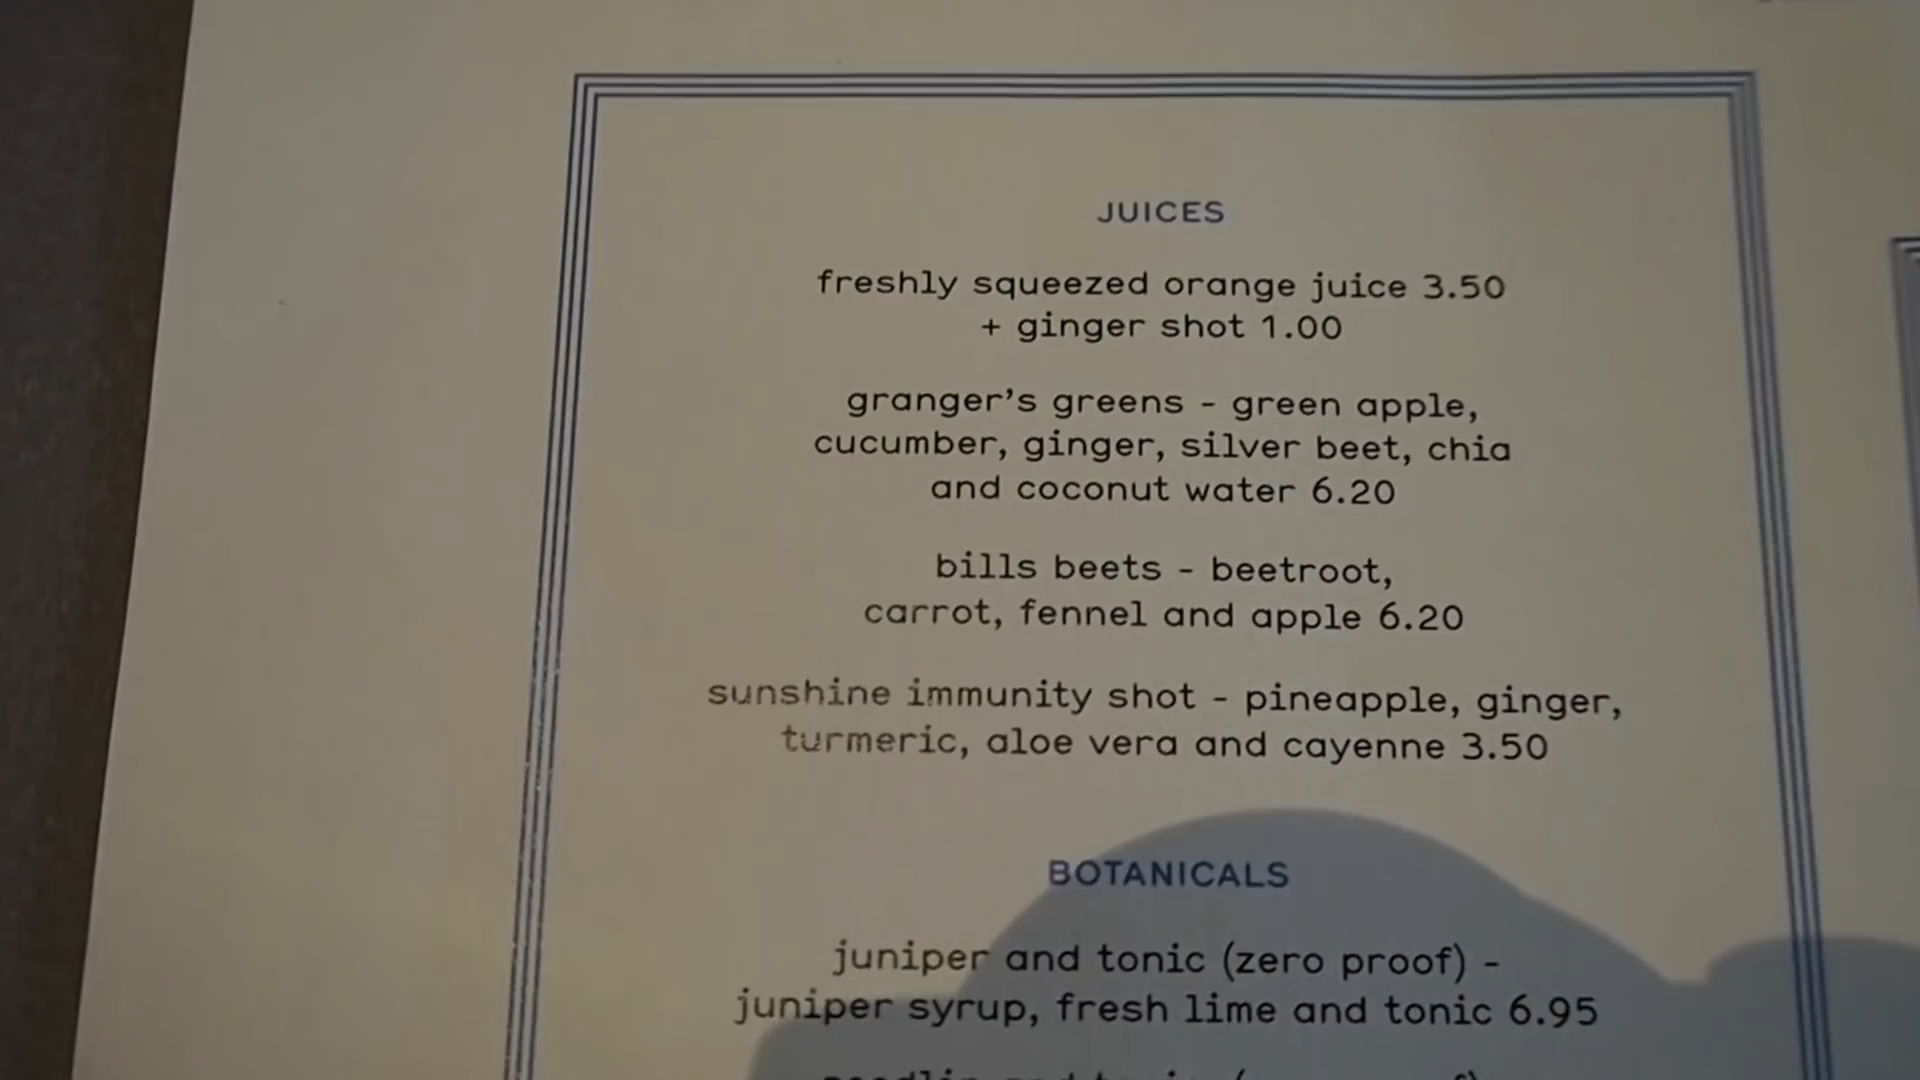 JUICES
freshly squeezed orange juice 3.50
+ ginger shot 1.00
granger's greens - green apple,
cucumber, ginger, silver beet, chia
and coconut water 6.20
bills beets - beetroot,
carrot, fennel and apple 6.20
sunshine immunity shot - pineapple, ginger,
turmeric, aloe vera and cayenne 3.50
BOTANICALS
juniper and tonic (zero proof) -
juniper syrup, fresh lime and tonic 6.95